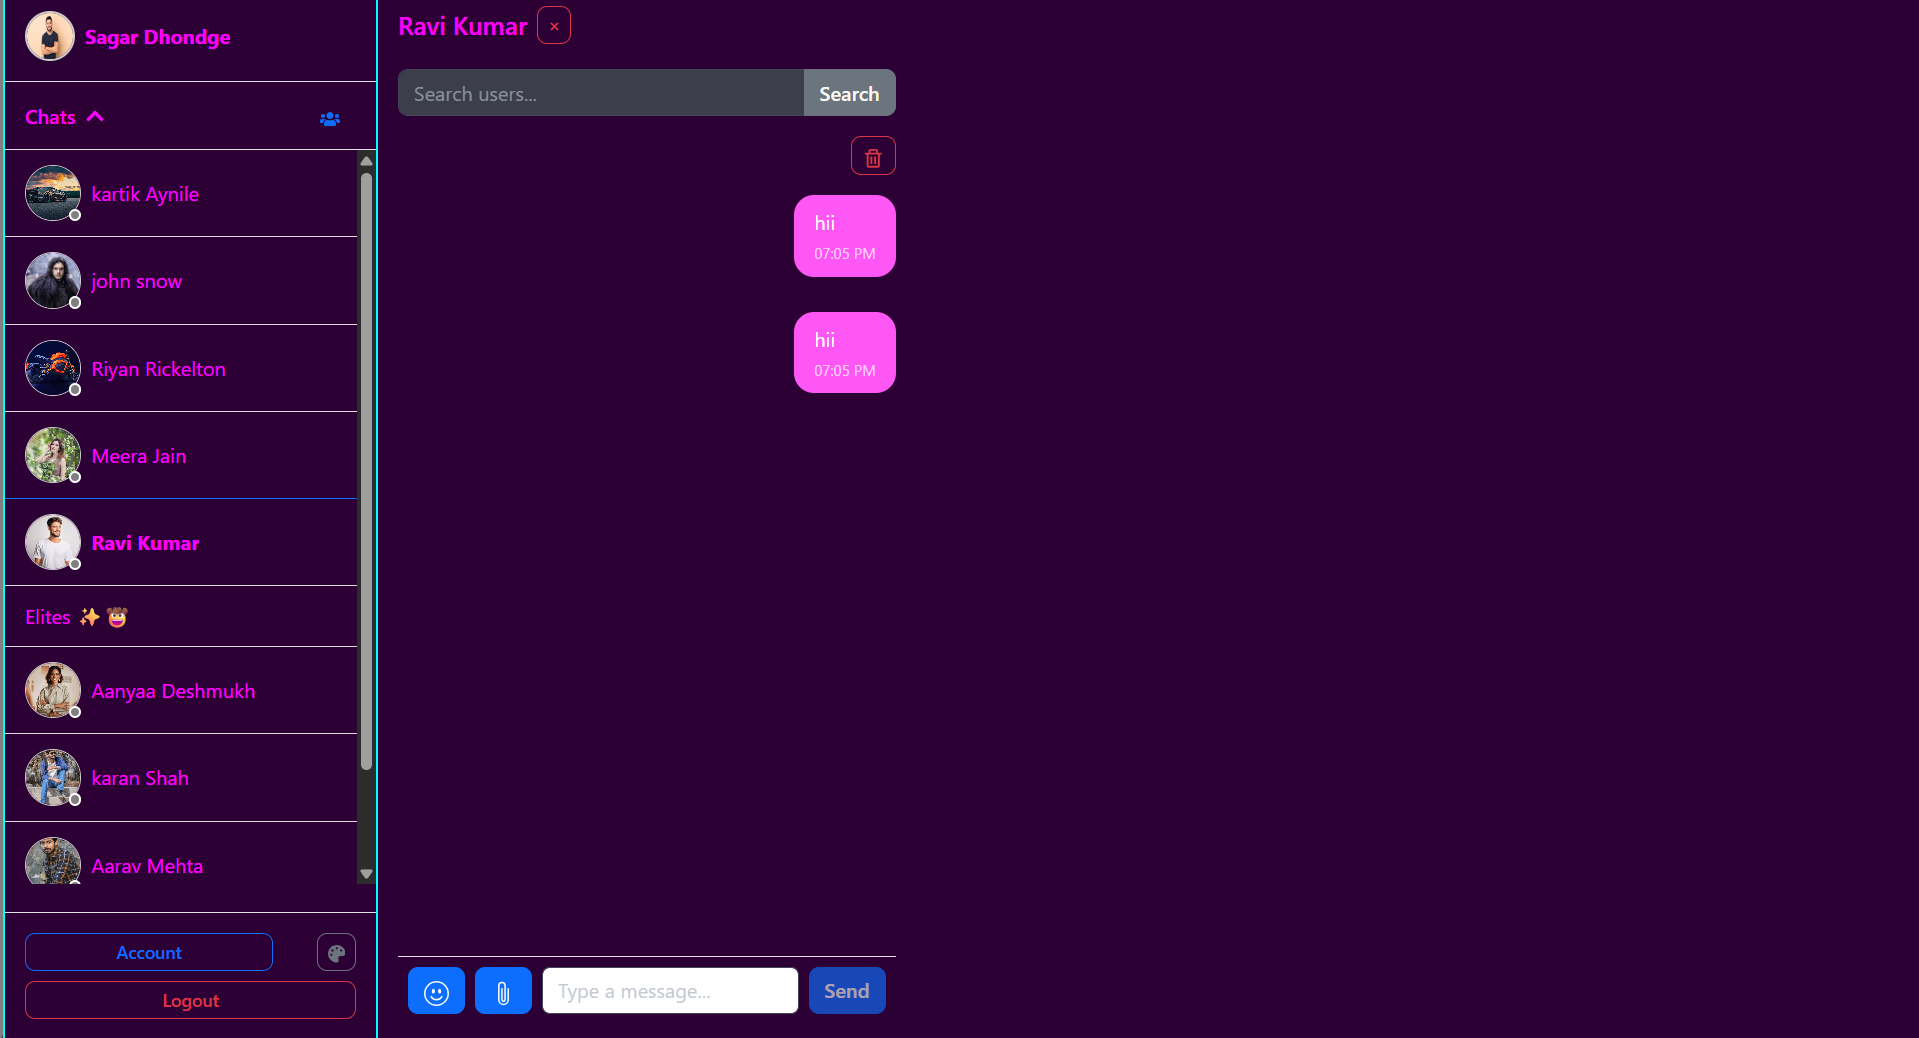 Sagar Dhondge
Chats
kartik Aynile
john snow
Riyan Rickelton
Meera Jain
Ravi Kumar
Elites ✨🤠
Aanyaa Deshmukh
karan Shah
Aarav Mehta
Account
Logout
Ravi Kumar ×
Search users... Search
hii
07:05 PM
hii
07:05 PM
Type a message... Send